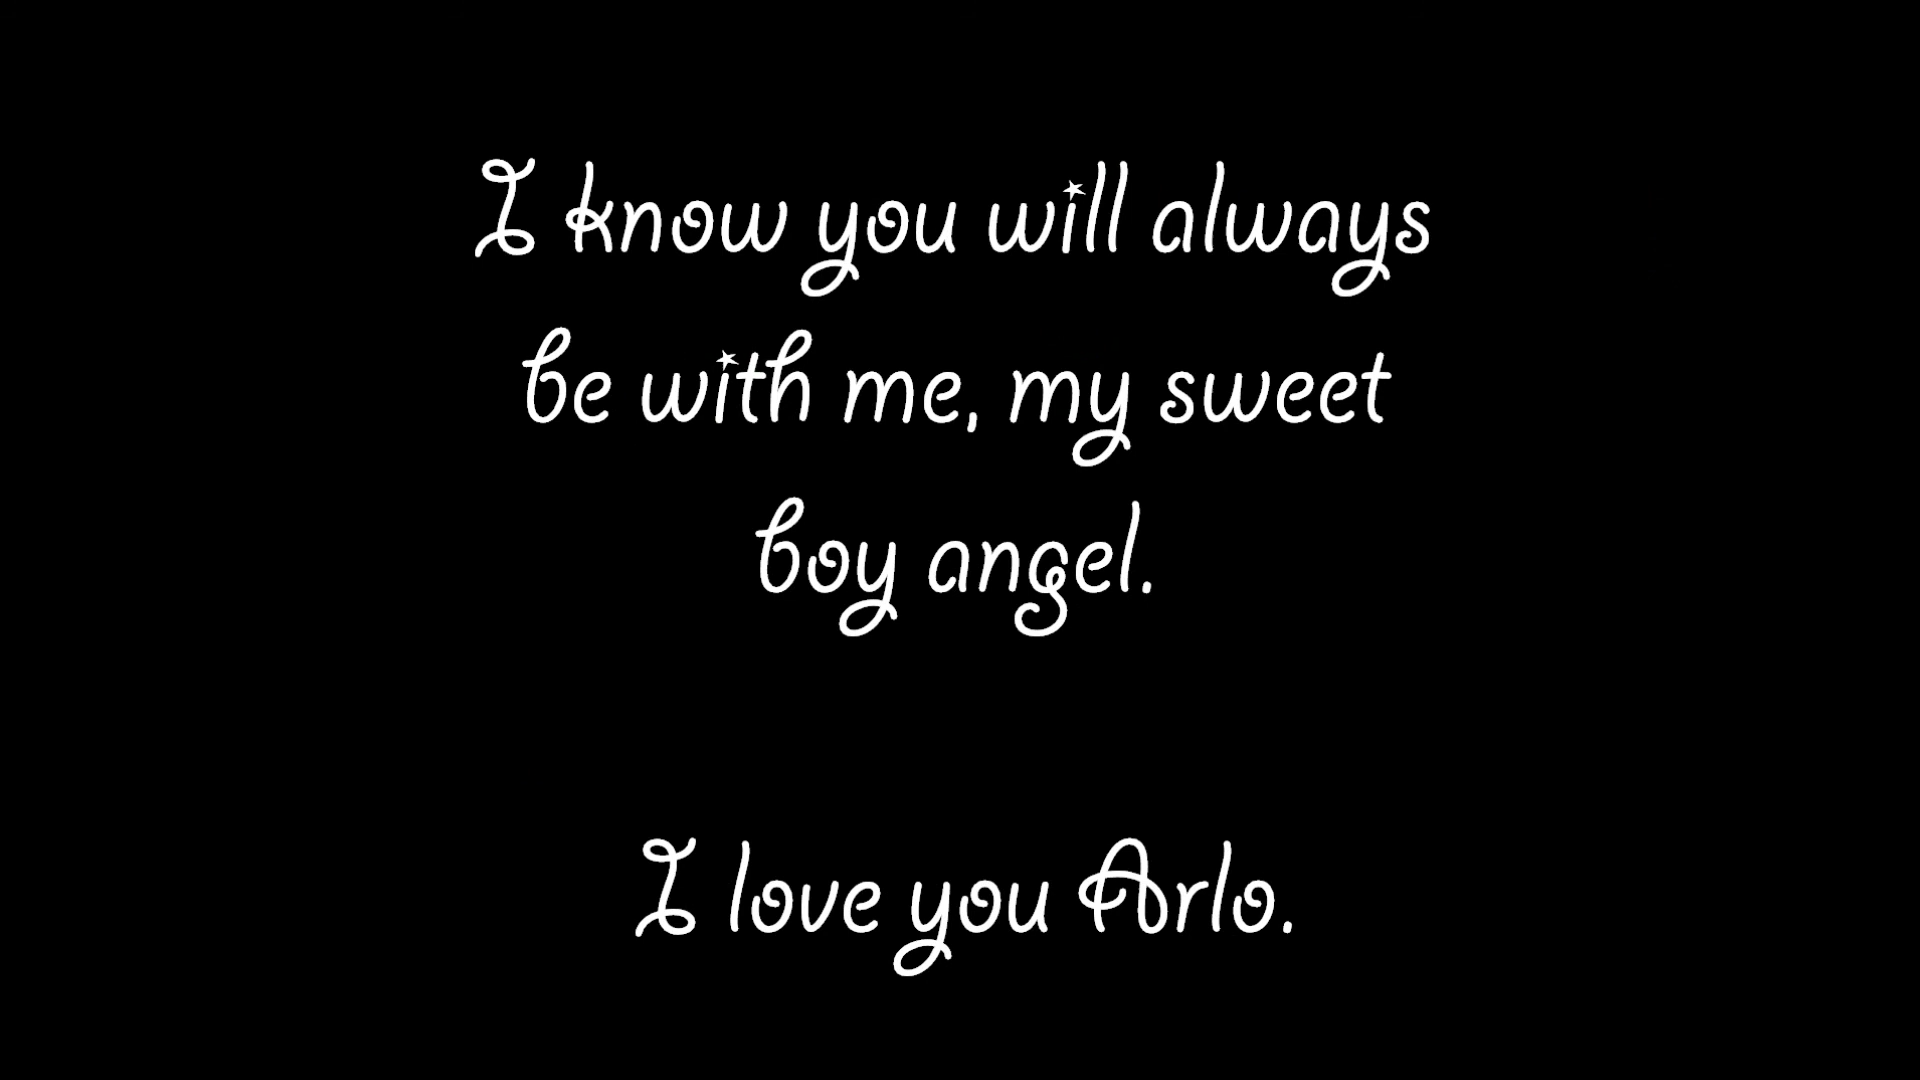 I know you will always
be with me, my sweet
boy angel.
I love you Arlo.